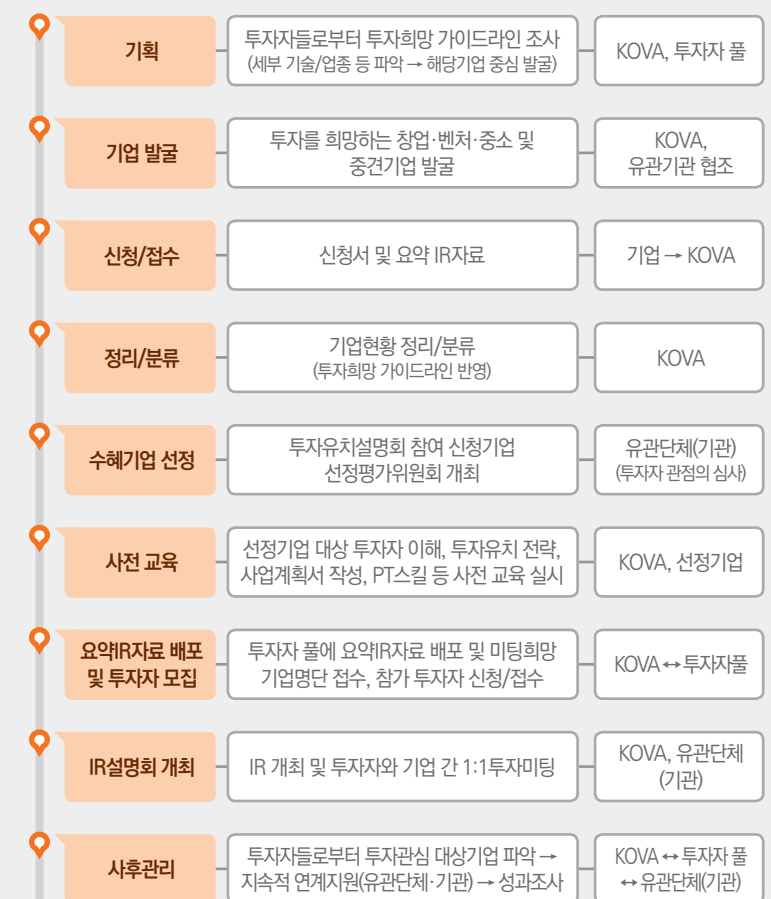 기획
투자자들로부터 투자희망 가이드라인 조사
(세부 기술/업종 등 파악 → 해당기업 중심 발굴)
KOVA, 투자자 풀
기업 발굴
투자를 희망하는 창업·벤처·중소 및
중견기업 발굴
KOVA,
유관기관 협조
신청/접수
신청서 및 요약 IR자료
기업 → KOVA
정리/분류
기업현황 정리/분류
(투자희망 가이드라인 반영)
KOVA
수혜기업 선정
투자유치설명회 참여 신청기업
선정평가위원회 개최
유관단체(기관)
(투자자 관점의 심사)
사전 교육
선정기업 대상 투자자 이해, 투자유치 전략,
사업계획서 작성, PT스킬 등 사전 교육 실시
KOVA, 선정기업
요약IR자료 배포
및 투자자 모집
투자자 풀에 요약IR자료 배포 및 미팅희망
기업명단 접수, 참가 투자자 신청/접수
KOVA ↔ 투자자풀
IR설명회 개최
IR 개최 및 투자자와 기업 간 1:1투자미팅
KOVA, 유관단체
(기관)
사후관리
투자자들로부터 투자관심 대상기업 파악 →
지속적 연계지원(유관단체·기관) → 성과조사
KOVA ↔ 투자자 풀
↔ 유관단체(기관)